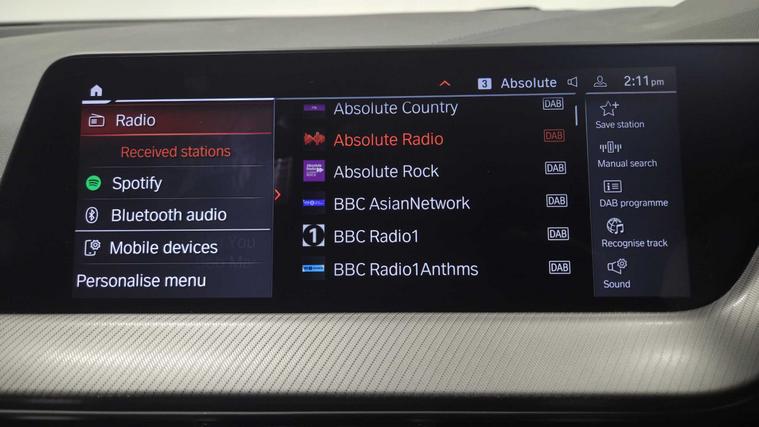 3 Absolute
2:11 pm
Radio
Received stations
Spotify
Bluetooth audio
Mobile devices
Personalise menu
Absolute Country DAB
Absolute Radio DAB
Absolute Rock DAB
BBC AsianNetwork DAB
1 BBC Radio1 DAB
BBC Radio1Anthms DAB
Save station
Manual search
DAB programme
Recognise track
Sound